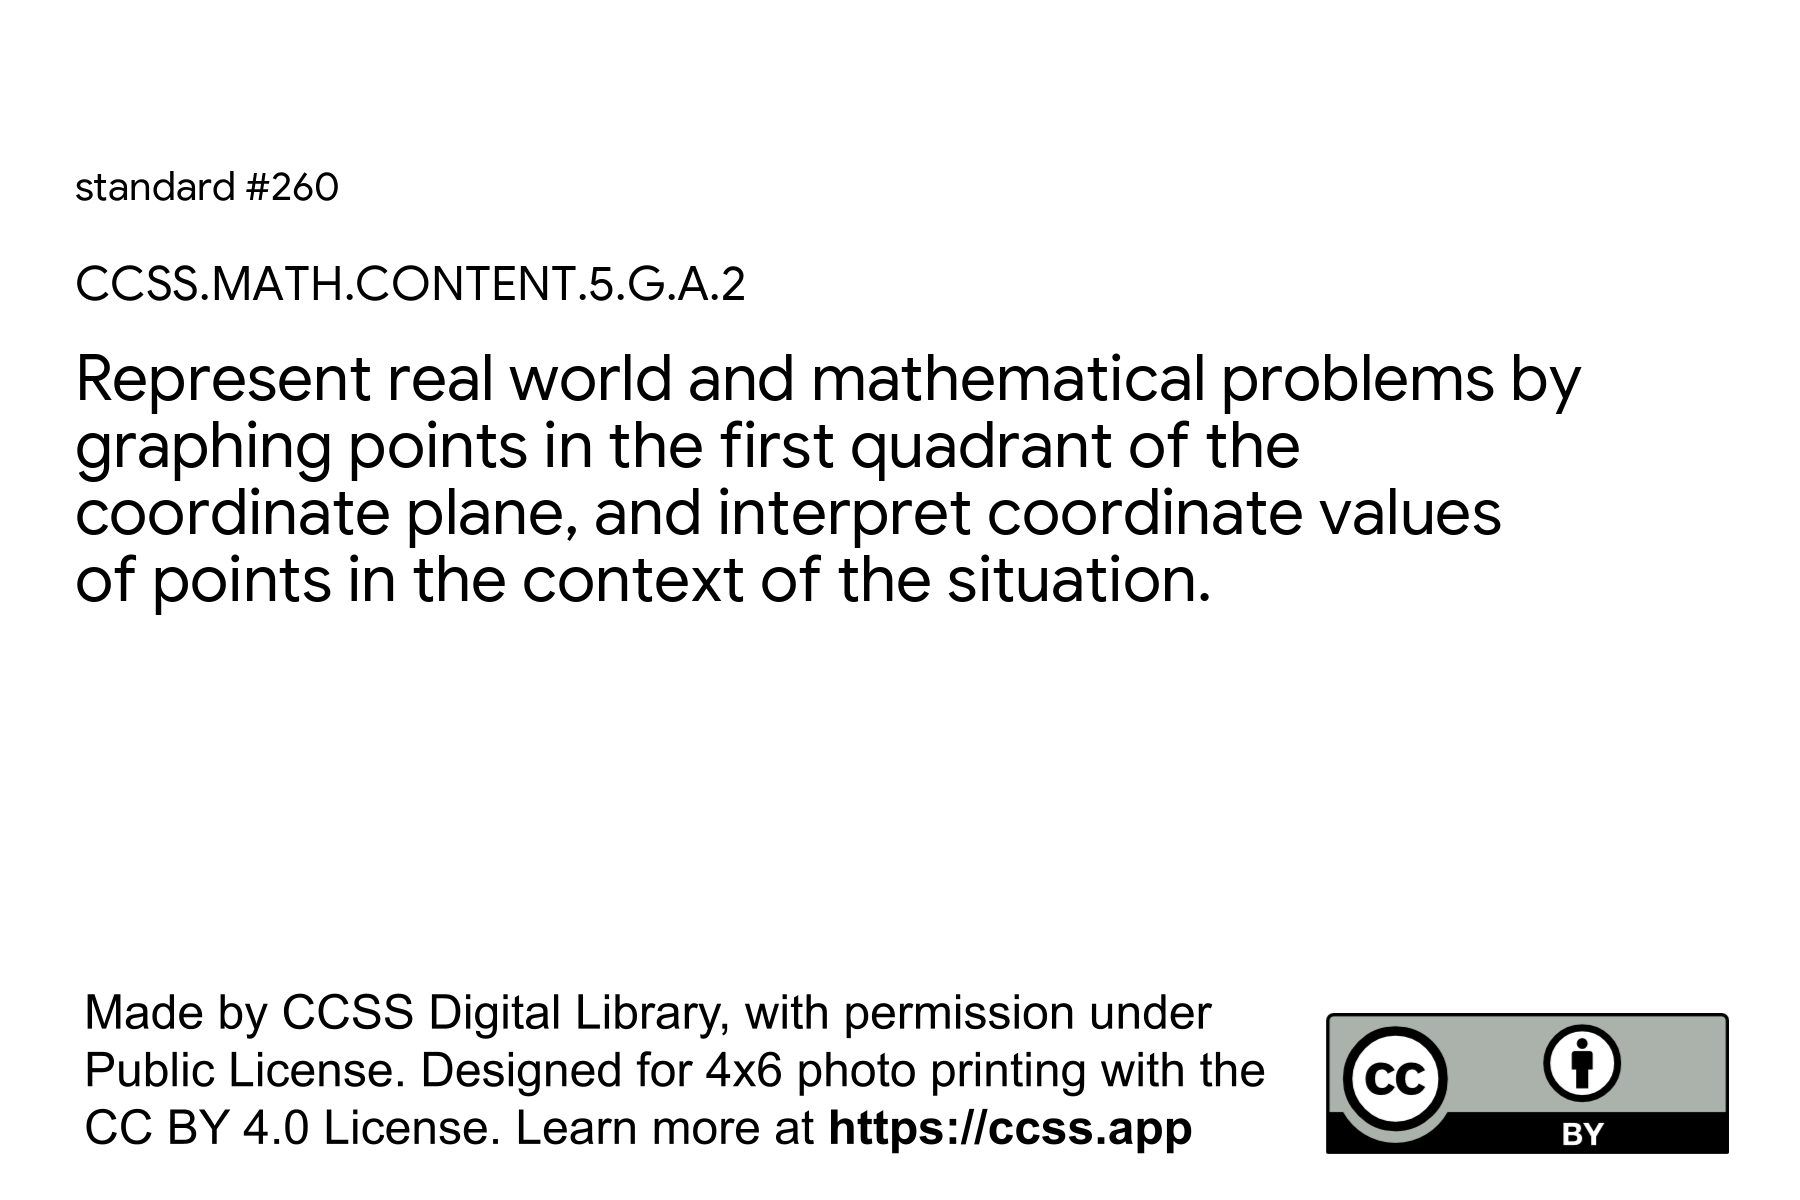 standard #260
CCSS.MATH.CONTENT.5.G.A.2
Represent real world and mathematical problems by
graphing points in the first quadrant of the
coordinate plane, and interpret coordinate values
of points in the context of the situation.
Made by CCSS Digital Library, with permission under
Public License. Designed for 4x6 photo printing with the
CC BY 4.0 License. Learn more at https://ccss.app
cc
BY